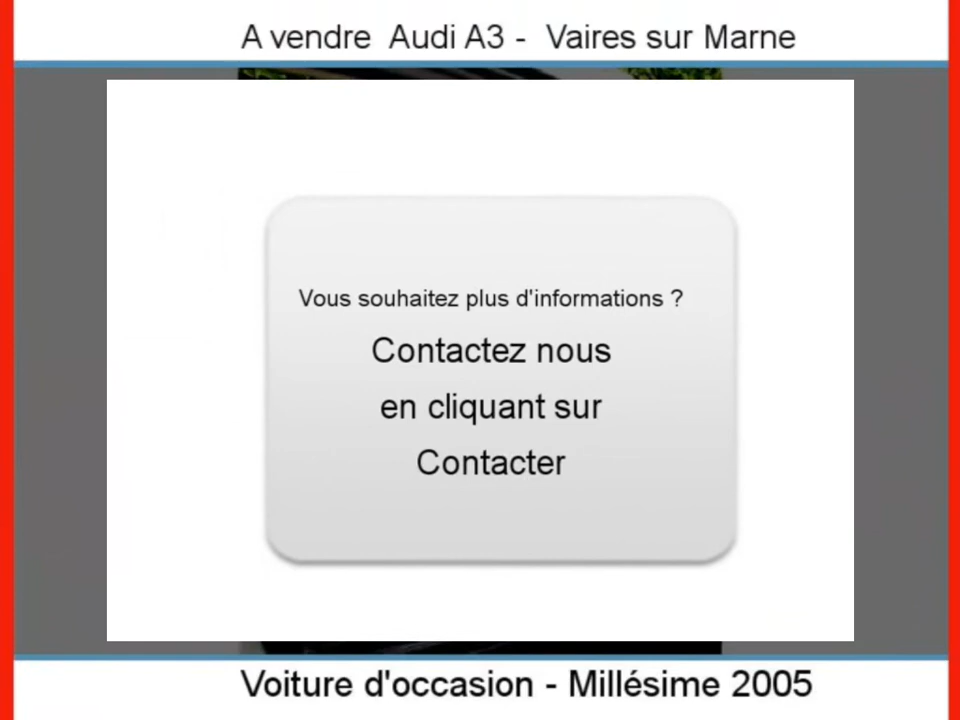 A vendre Audi A3 - Vaires sur Marne
Vous souhaitez plus d'informations ?
Contactez nous
en cliquant sur
Contacter
Voiture d'occasion - Millésime 2005